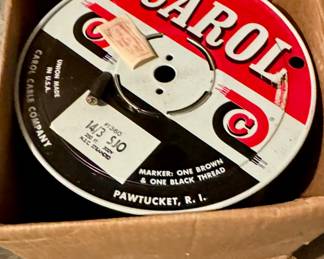 CAROL
C
C
UNION MADE
IN U.S.A.
CAROL CABLE COMPANY
14/3 SJO
MARKER: ONE BROWN
& ONE BLACK THREAD
PAWTUCKET, R. I.